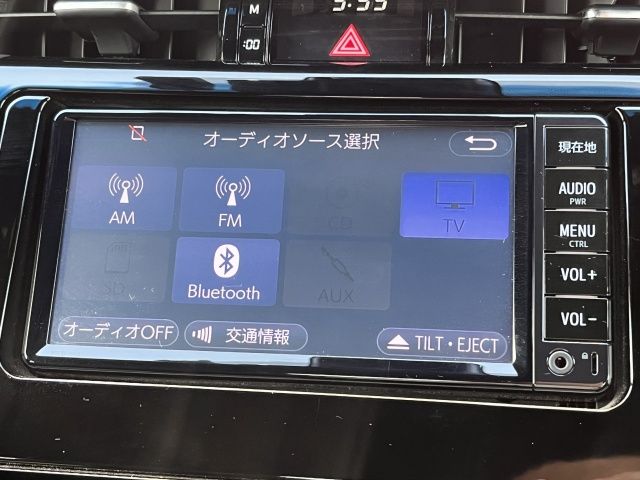 M
:00
オーディオソース選択
現在地
AM
FM
CD
TV
AUDIO
PWR
MENU
CTRL
SD
Bluetooth
AUX
VOL+
VOL-
オーディオOFF
交通情報
TILT・EJECT